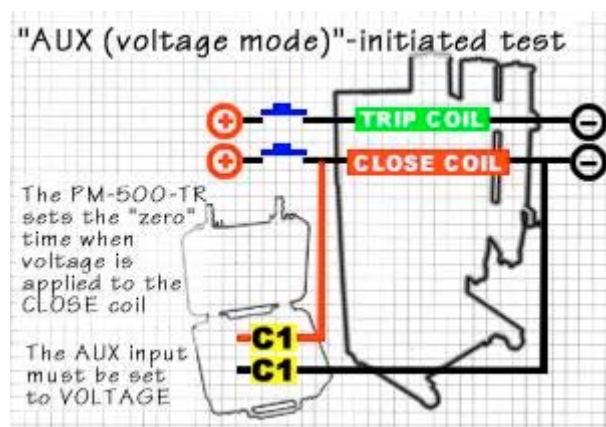 "AUX (voltage mode)"-initiated test
+ TRIP COIL −
+ CLOSE COIL −
The PM-500-TR
sets the "zero"
time when
voltage is
applied to the
CLOSE coil
C1
C1
The AUX input
must be set
to VOLTAGE